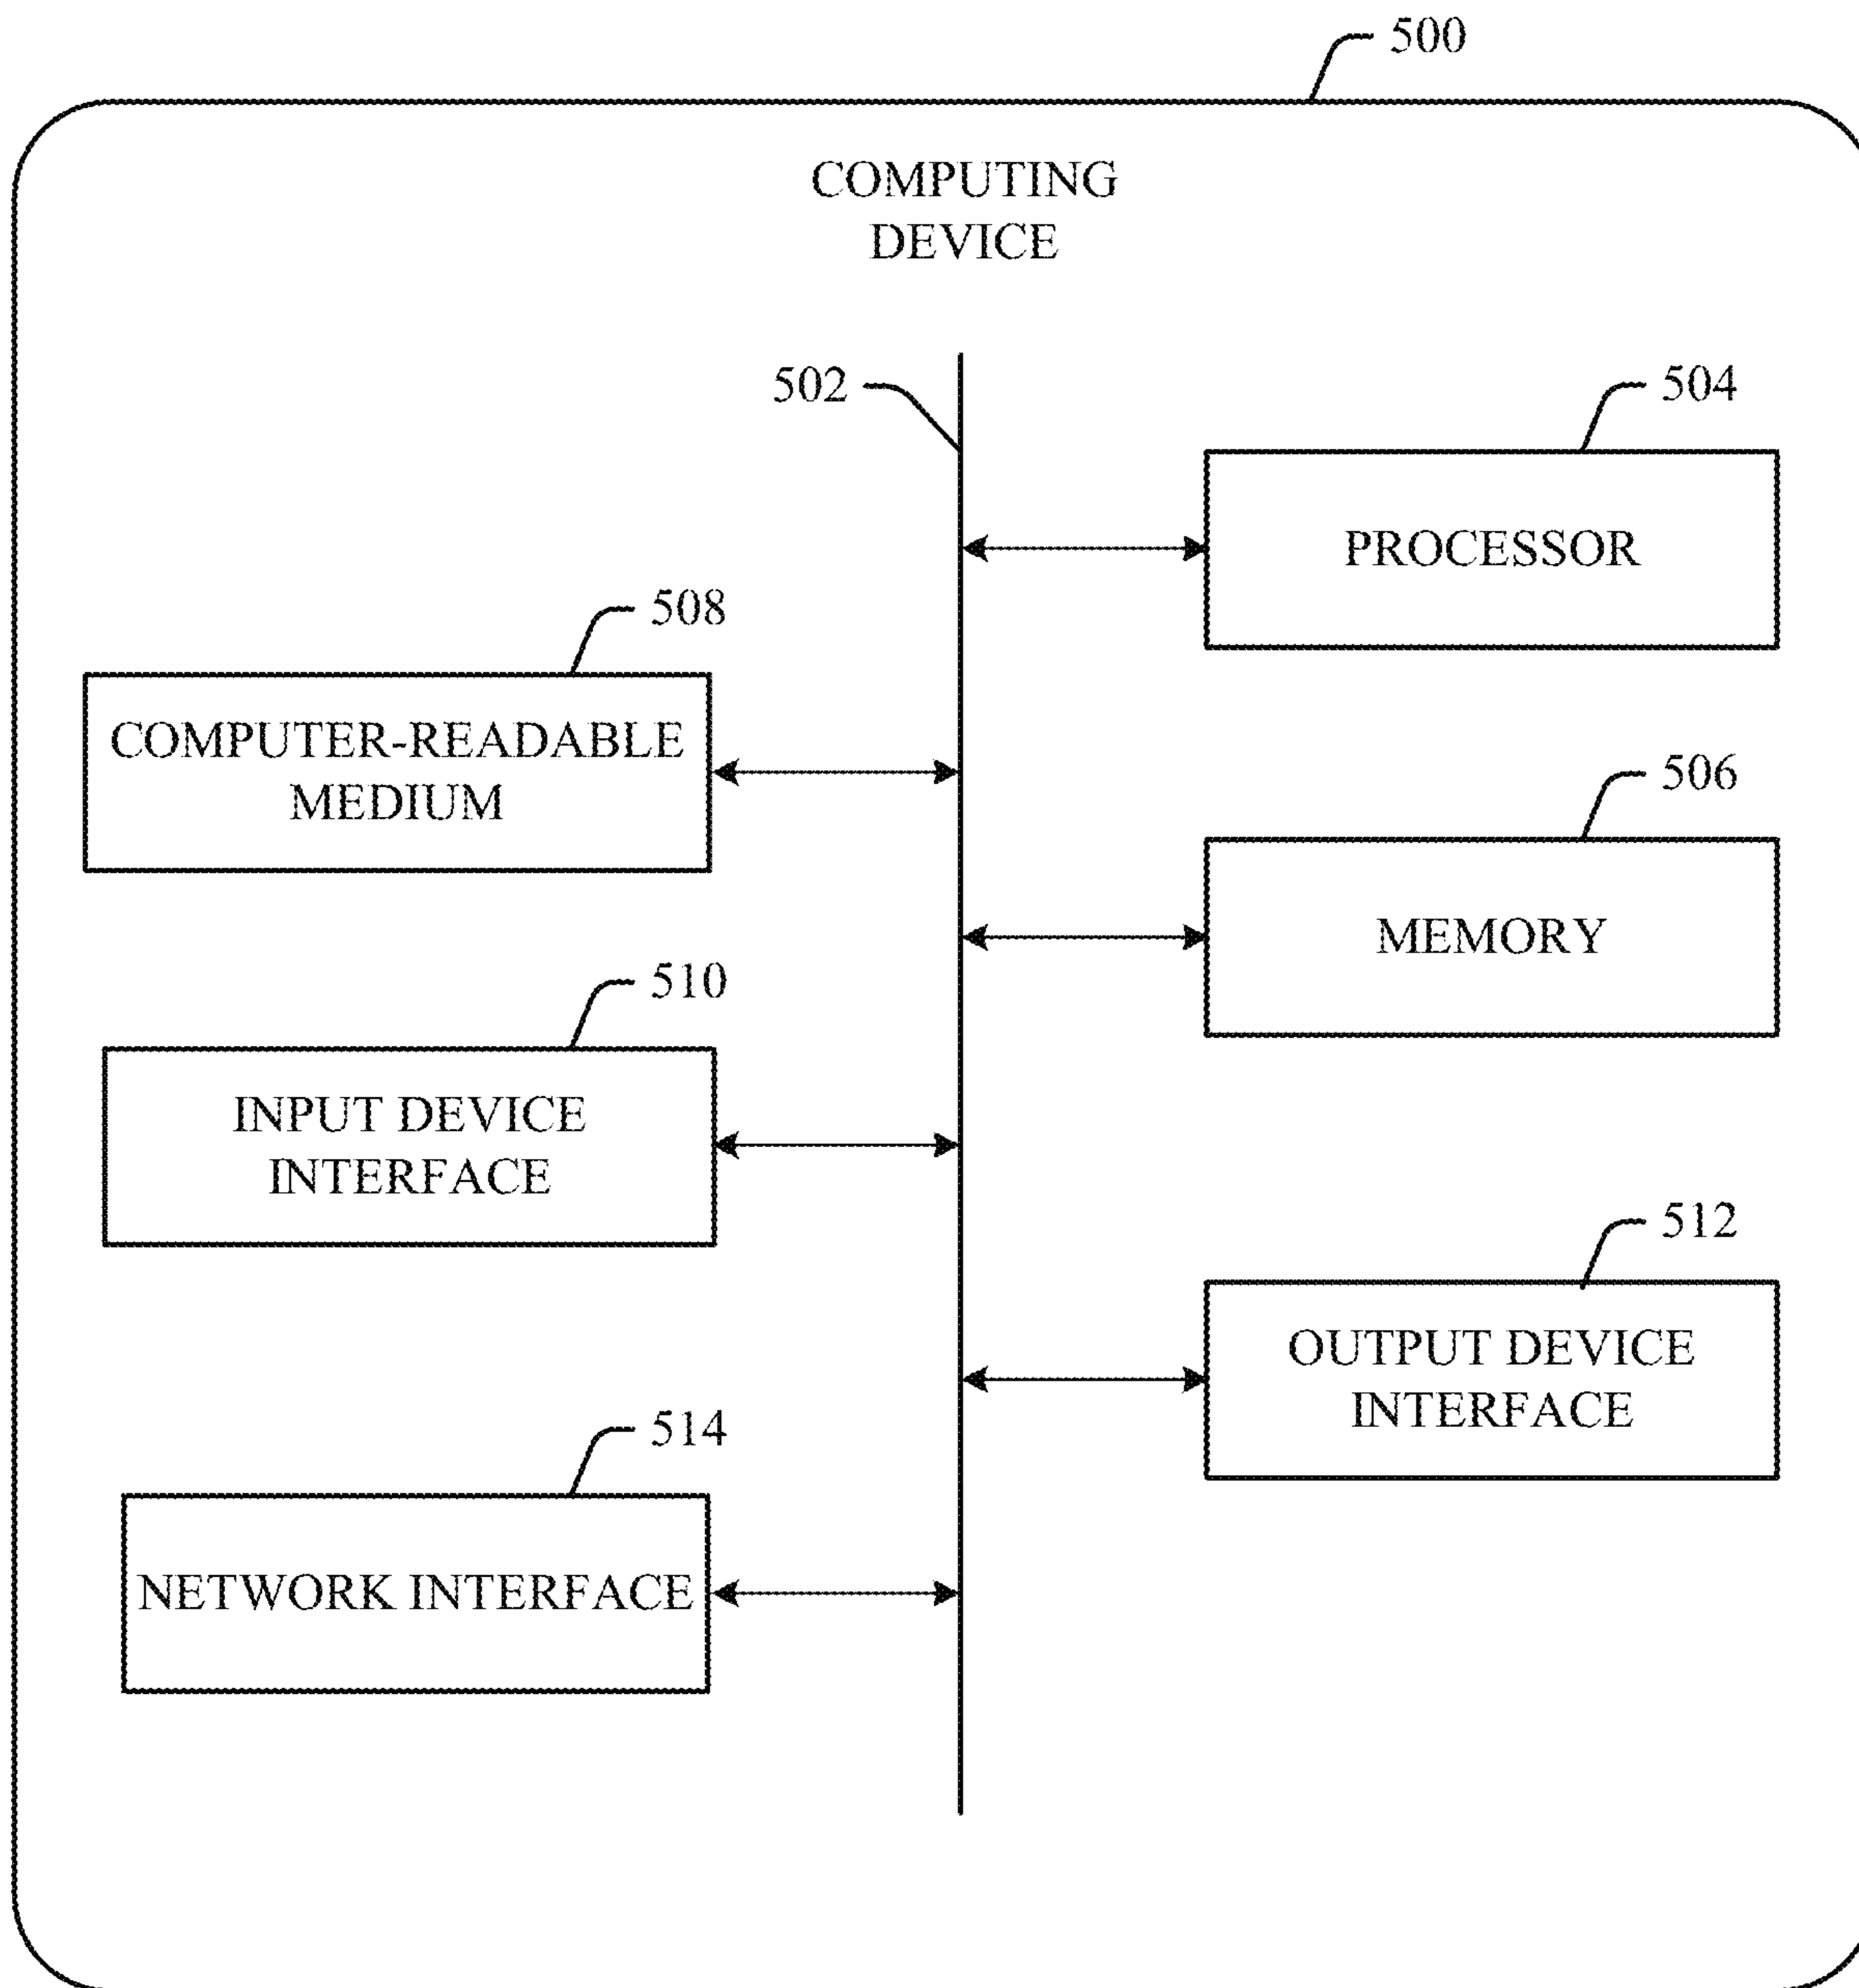 500
COMPUTING
DEVICE
502
504
PROCESSOR
508
COMPUTER-READABLE
MEDIUM
506
MEMORY
510
INPUT DEVICE
INTERFACE
512
OUTPUT DEVICE
INTERFACE
514
NETWORK INTERFACE